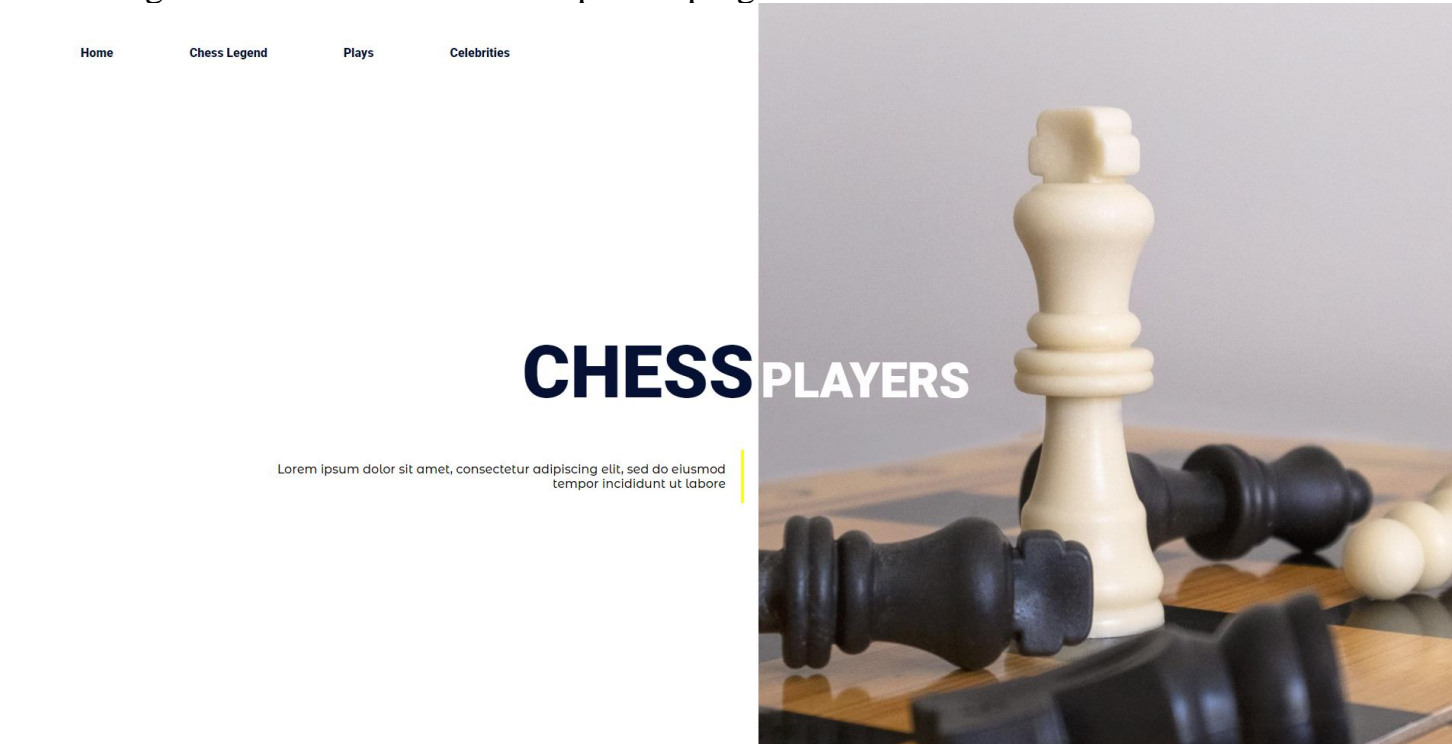 Home Chess Legend Plays Celebrities
CHESS PLAYERS
Lorem ipsum dolor sit amet, consectetur adipiscing elit, sed do eiusmod
tempor incididunt ut labore